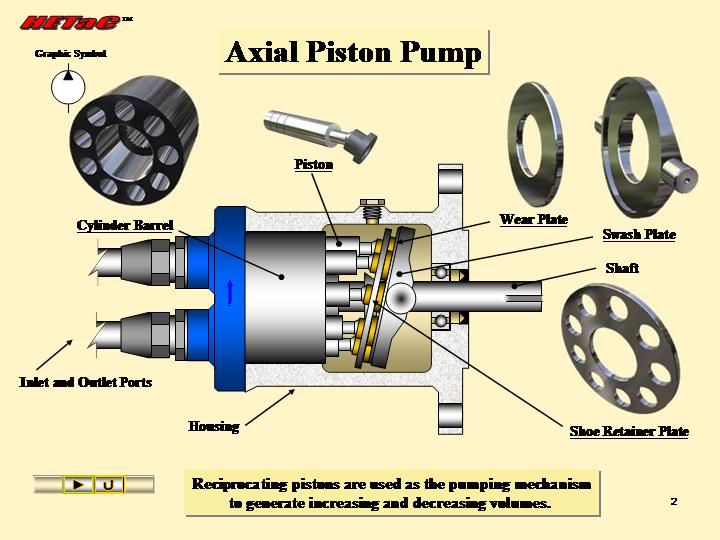 HETaC™
Graphic Symbol
Axial Piston Pump
Piston
Cylinder Barrel
Wear Plate
Swash Plate
Shaft
Inlet and Outlet Ports
Housing
Shoe Retainer Plate
Reciprocating pistons are used as the pumping mechanism
to generate increasing and decreasing volumes.
2